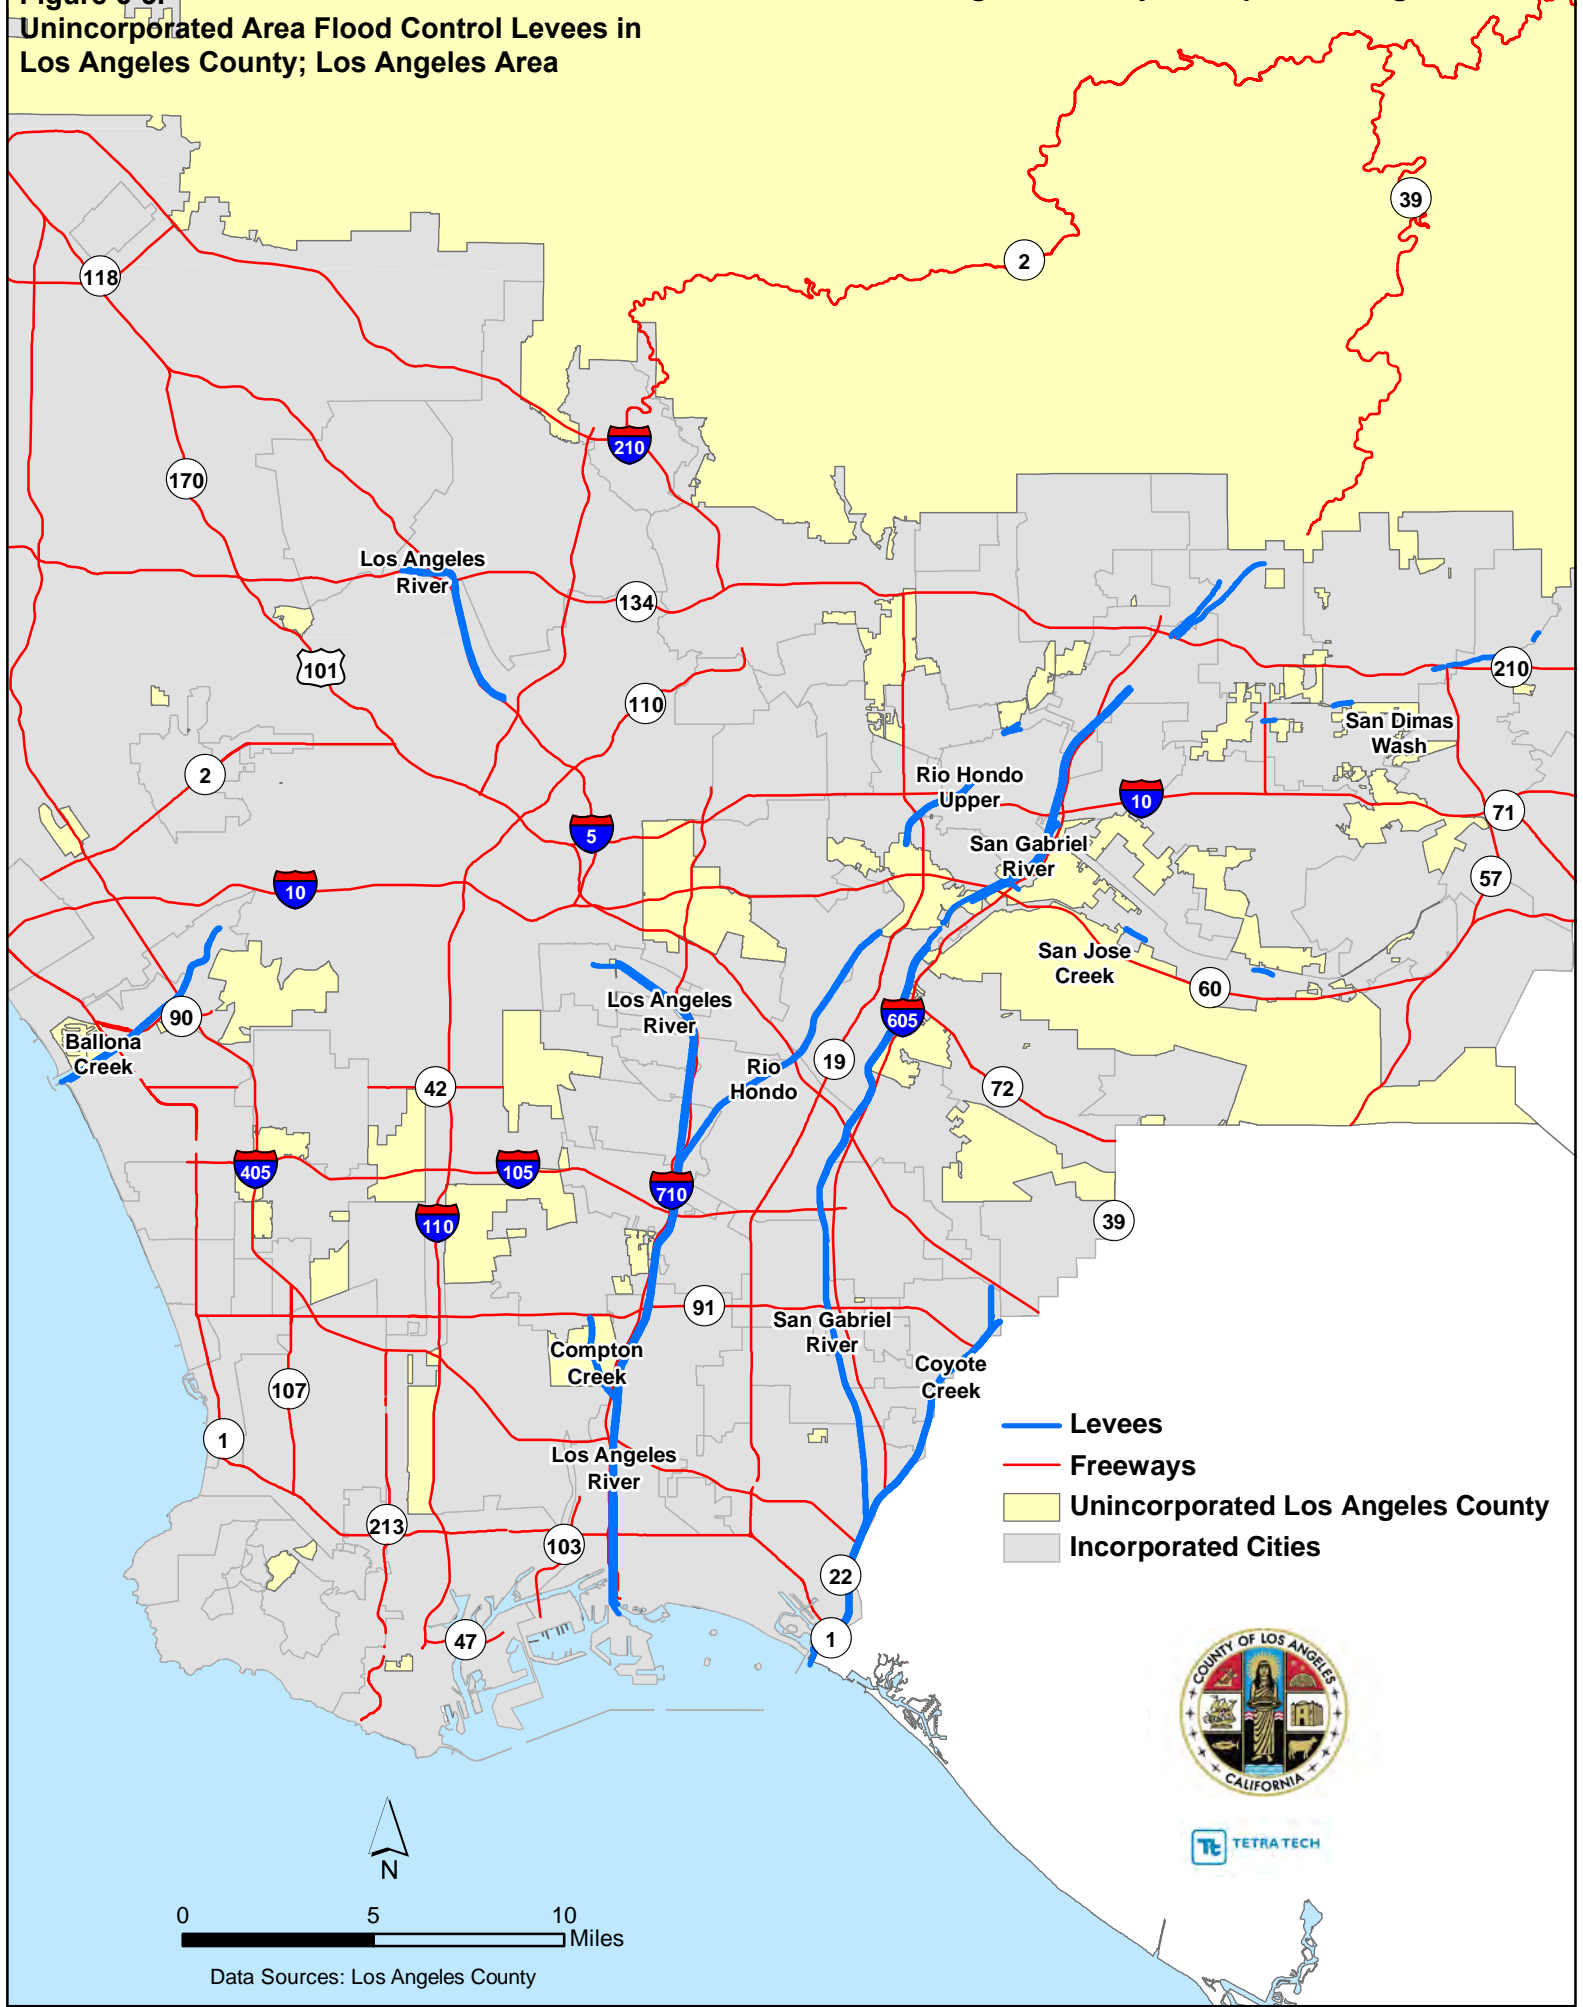 Unincorporated Area Flood Control Levees in
Los Angeles County; Los Angeles Area
39
2
118
210
170
Los Angeles
River
134
101
210
110
San Dimas
Wash
2
Rio Hondo
Upper
10
71
5
San Gabriel
River
57
10
San Jose
Creek
60
Los Angeles
River
90
605
Ballona
Creek
19
Rio
Hondo
42
72
405
105
710
110
39
91
San Gabriel
River
Compton
Creek
Coyote
Creek
107
1
Los Angeles
River
Levees
Freeways
Unincorporated Los Angeles County
Incorporated Cities
213
103
22
47
1
COUNTY OF LOS ANGELES
CALIFORNIA
Tt TETRA TECH
N
0 5 10
Miles
Data Sources: Los Angeles County